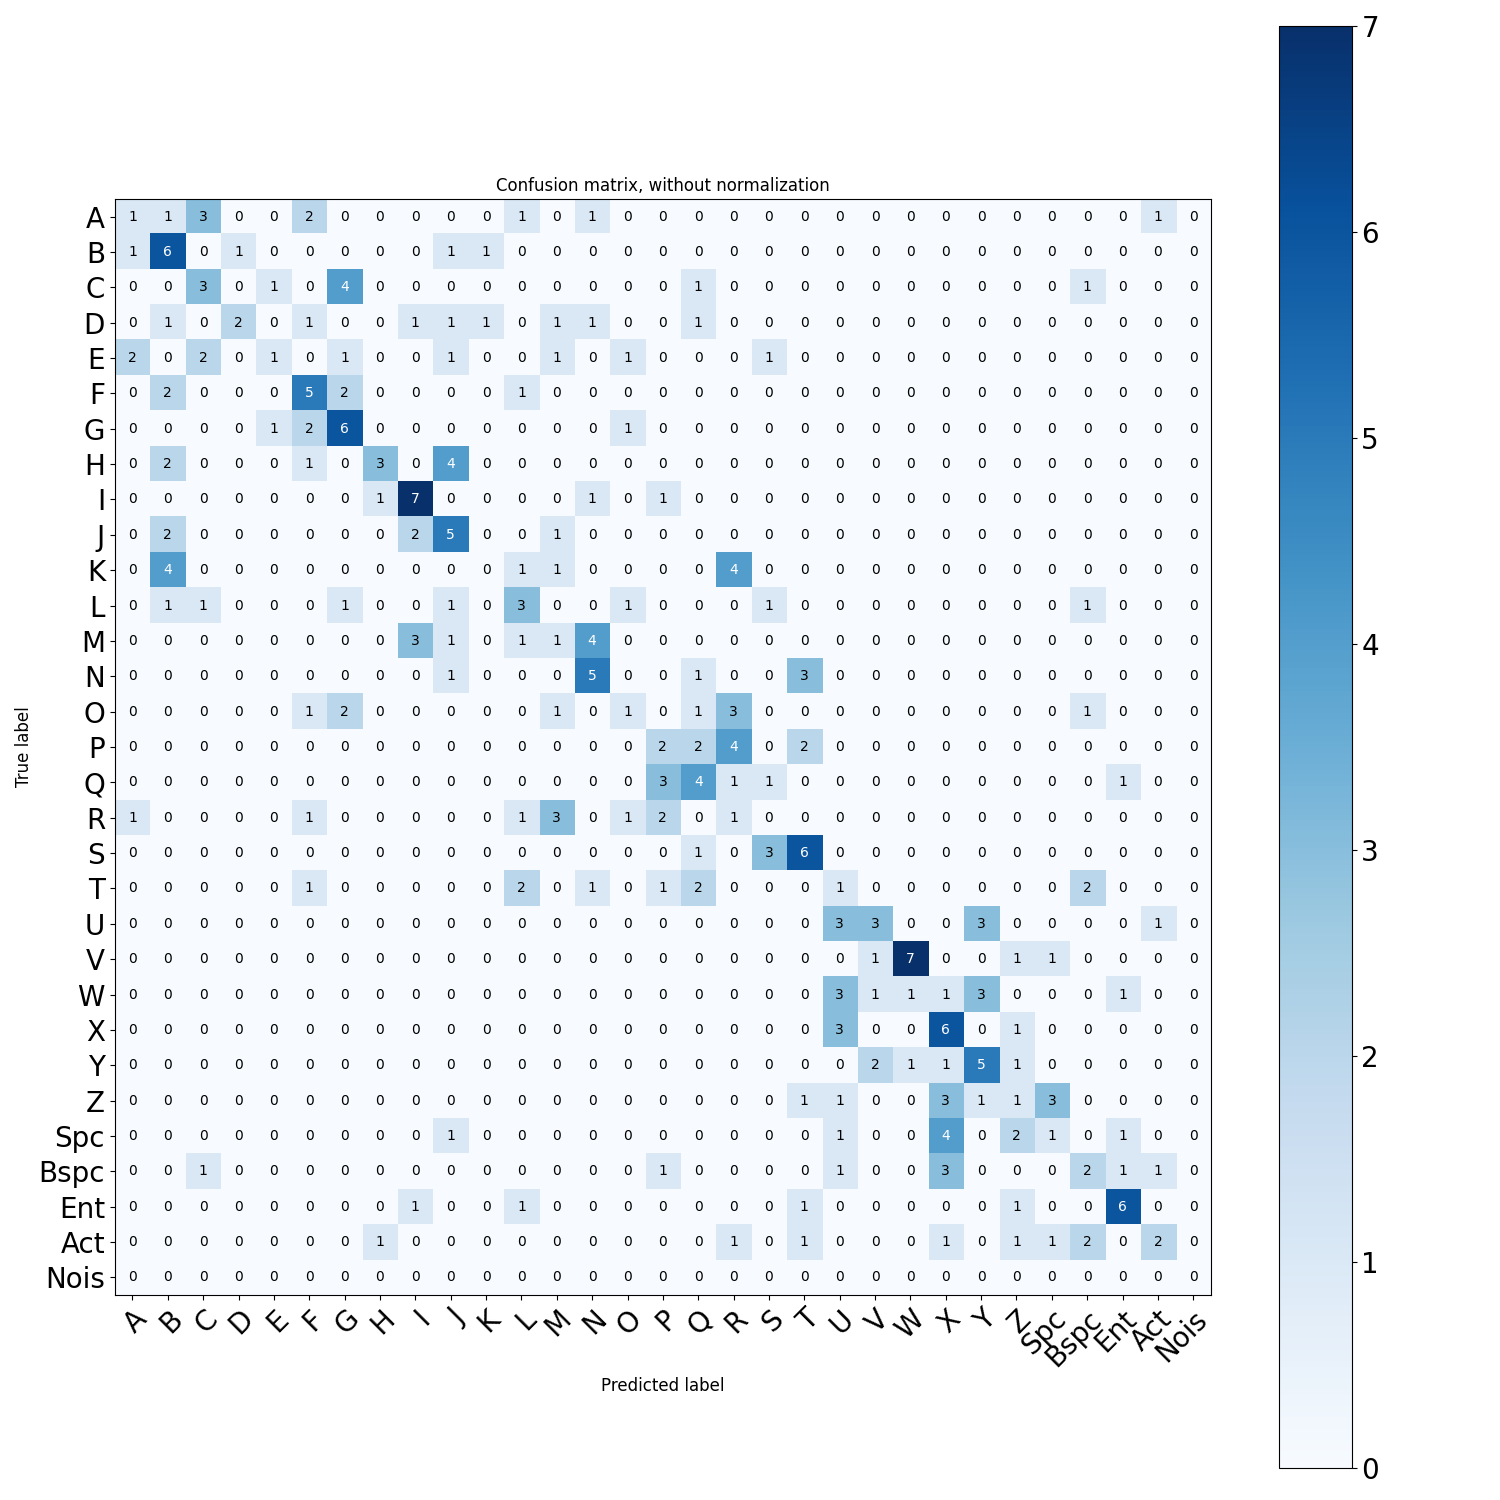 Confusion matrix, without normalization
A 1 1 3 0 0 2 0 0 0 0 0 1 0 1 0 0 0 0 0 0 0 0 0 0 0 0 0 0 0 1 0
B 1 6 0 1 0 0 0 0 0 1 1 0 0 0 0 0 0 0 0 0 0 0 0 0 0 0 0 0 0 0 0
C 0 0 3 0 1 0 4 0 0 0 0 0 0 0 0 0 1 0 0 0 0 0 0 0 0 0 0 1 0 0 0
D 0 1 0 2 0 1 0 0 1 1 1 0 1 1 0 0 1 0 0 0 0 0 0 0 0 0 0 0 0 0 0
E 2 0 2 0 1 0 1 0 0 1 0 0 1 0 1 0 0 0 1 0 0 0 0 0 0 0 0 0 0 0 0
F 0 2 0 0 0 5 2 0 0 0 0 1 0 0 0 0 0 0 0 0 0 0 0 0 0 0 0 0 0 0 0
G 0 0 0 0 1 2 6 0 0 0 0 0 0 0 1 0 0 0 0 0 0 0 0 0 0 0 0 0 0 0 0
H 0 2 0 0 0 1 0 3 0 4 0 0 0 0 0 0 0 0 0 0 0 0 0 0 0 0 0 0 0 0 0
I 0 0 0 0 0 0 0 1 7 0 0 0 0 1 0 1 0 0 0 0 0 0 0 0 0 0 0 0 0 0 0
J 0 2 0 0 0 0 0 0 2 5 0 0 1 0 0 0 0 0 0 0 0 0 0 0 0 0 0 0 0 0 0
K 0 4 0 0 0 0 0 0 0 0 0 1 1 0 0 0 0 4 0 0 0 0 0 0 0 0 0 0 0 0 0
L 0 1 1 0 0 0 1 0 0 1 0 3 0 0 1 0 0 0 1 0 0 0 0 0 0 0 0 1 0 0 0
M 0 0 0 0 0 0 0 0 3 1 0 1 1 4 0 0 0 0 0 0 0 0 0 0 0 0 0 0 0 0 0
N 0 0 0 0 0 0 0 0 0 1 0 0 0 5 0 0 1 0 0 3 0 0 0 0 0 0 0 0 0 0 0
O 0 0 0 0 0 1 2 0 0 0 0 0 1 0 1 0 1 3 0 0 0 0 0 0 0 0 0 1 0 0 0
P 0 0 0 0 0 0 0 0 0 0 0 0 0 0 0 2 2 4 0 2 0 0 0 0 0 0 0 0 0 0 0
Q 0 0 0 0 0 0 0 0 0 0 0 0 0 0 0 3 4 1 1 0 0 0 0 0 0 0 0 0 1 0 0
R 1 0 0 0 0 1 0 0 0 0 0 1 3 0 1 2 0 1 0 0 0 0 0 0 0 0 0 0 0 0 0
S 0 0 0 0 0 0 0 0 0 0 0 0 0 0 0 0 1 0 3 6 0 0 0 0 0 0 0 0 0 0 0
T 0 0 0 0 0 1 0 0 0 0 0 2 0 1 0 1 2 0 0 0 1 0 0 0 0 0 0 2 0 0 0
U 0 0 0 0 0 0 0 0 0 0 0 0 0 0 0 0 0 0 0 0 3 3 0 0 3 0 0 0 0 1 0
V 0 0 0 0 0 0 0 0 0 0 0 0 0 0 0 0 0 0 0 0 0 1 7 0 0 1 1 0 0 0 0
W 0 0 0 0 0 0 0 0 0 0 0 0 0 0 0 0 0 0 0 0 3 1 1 1 3 0 0 0 1 0 0
X 0 0 0 0 0 0 0 0 0 0 0 0 0 0 0 0 0 0 0 0 3 0 0 6 0 1 0 0 0 0 0
Y 0 0 0 0 0 0 0 0 0 0 0 0 0 0 0 0 0 0 0 0 0 2 1 1 5 1 0 0 0 0 0
Z 0 0 0 0 0 0 0 0 0 0 0 0 0 0 0 0 0 0 0 1 1 0 0 3 1 1 3 0 0 0 0
Spc 0 0 0 0 0 0 0 0 0 1 0 0 0 0 0 0 0 0 0 0 1 0 0 4 0 2 1 0 1 0 0
Bspc 0 0 1 0 0 0 0 0 0 0 0 0 0 0 0 1 0 0 0 0 1 0 0 3 0 0 0 2 1 1 0
Ent 0 0 0 0 0 0 0 0 1 0 0 1 0 0 0 0 0 0 0 1 0 0 0 0 0 1 0 0 6 0 0
Act 0 0 0 0 0 0 0 1 0 0 0 0 0 0 0 0 0 1 0 1 0 0 0 1 0 1 1 2 0 2 0
Nois 0 0 0 0 0 0 0 0 0 0 0 0 0 0 0 0 0 0 0 0 0 0 0 0 0 0 0 0 0 0 0
A B C D E F G H I J K L M N O P Q R S T U V W X Y Z Spc Bspc Ent Act Nois
Predicted label
True label
7
6
5
4
3
2
1
0